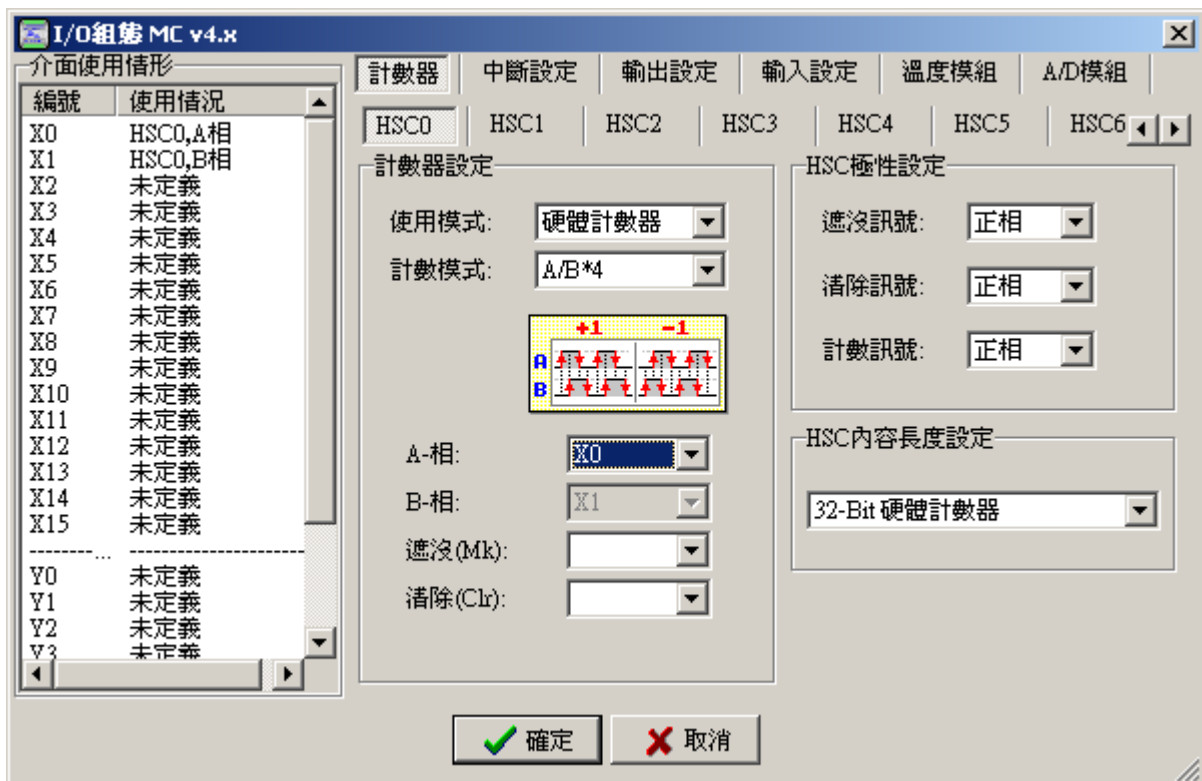 I/O組態 MC v4.x
介面使用情形
編號 使用情況
X0 HSC0,A相
X1 HSC0,B相
X2 未定義
X3 未定義
X4 未定義
X5 未定義
X6 未定義
X7 未定義
X8 未定義
X9 未定義
X10 未定義
X11 未定義
X12 未定義
X13 未定義
X14 未定義
X15 未定義
--------... ----------------------
Y0 未定義
Y1 未定義
Y2 未定義
Y3 未定義
計數器 中斷設定 輸出設定 輸入設定 溫度模組 A/D模組
HSC0 HSC1 HSC2 HSC3 HSC4 HSC5 HSC6
計數器設定
使用模式: 硬體計數器
計數模式: A/B*4
+1 -1
A
B
A-相: X0
B-相: X1
遮沒(Mk):
清除(Clr):
HSC極性設定
遮沒訊號: 正相
清除訊號: 正相
計數訊號: 正相
HSC內容長度設定
32-Bit 硬體計數器
確定 取消